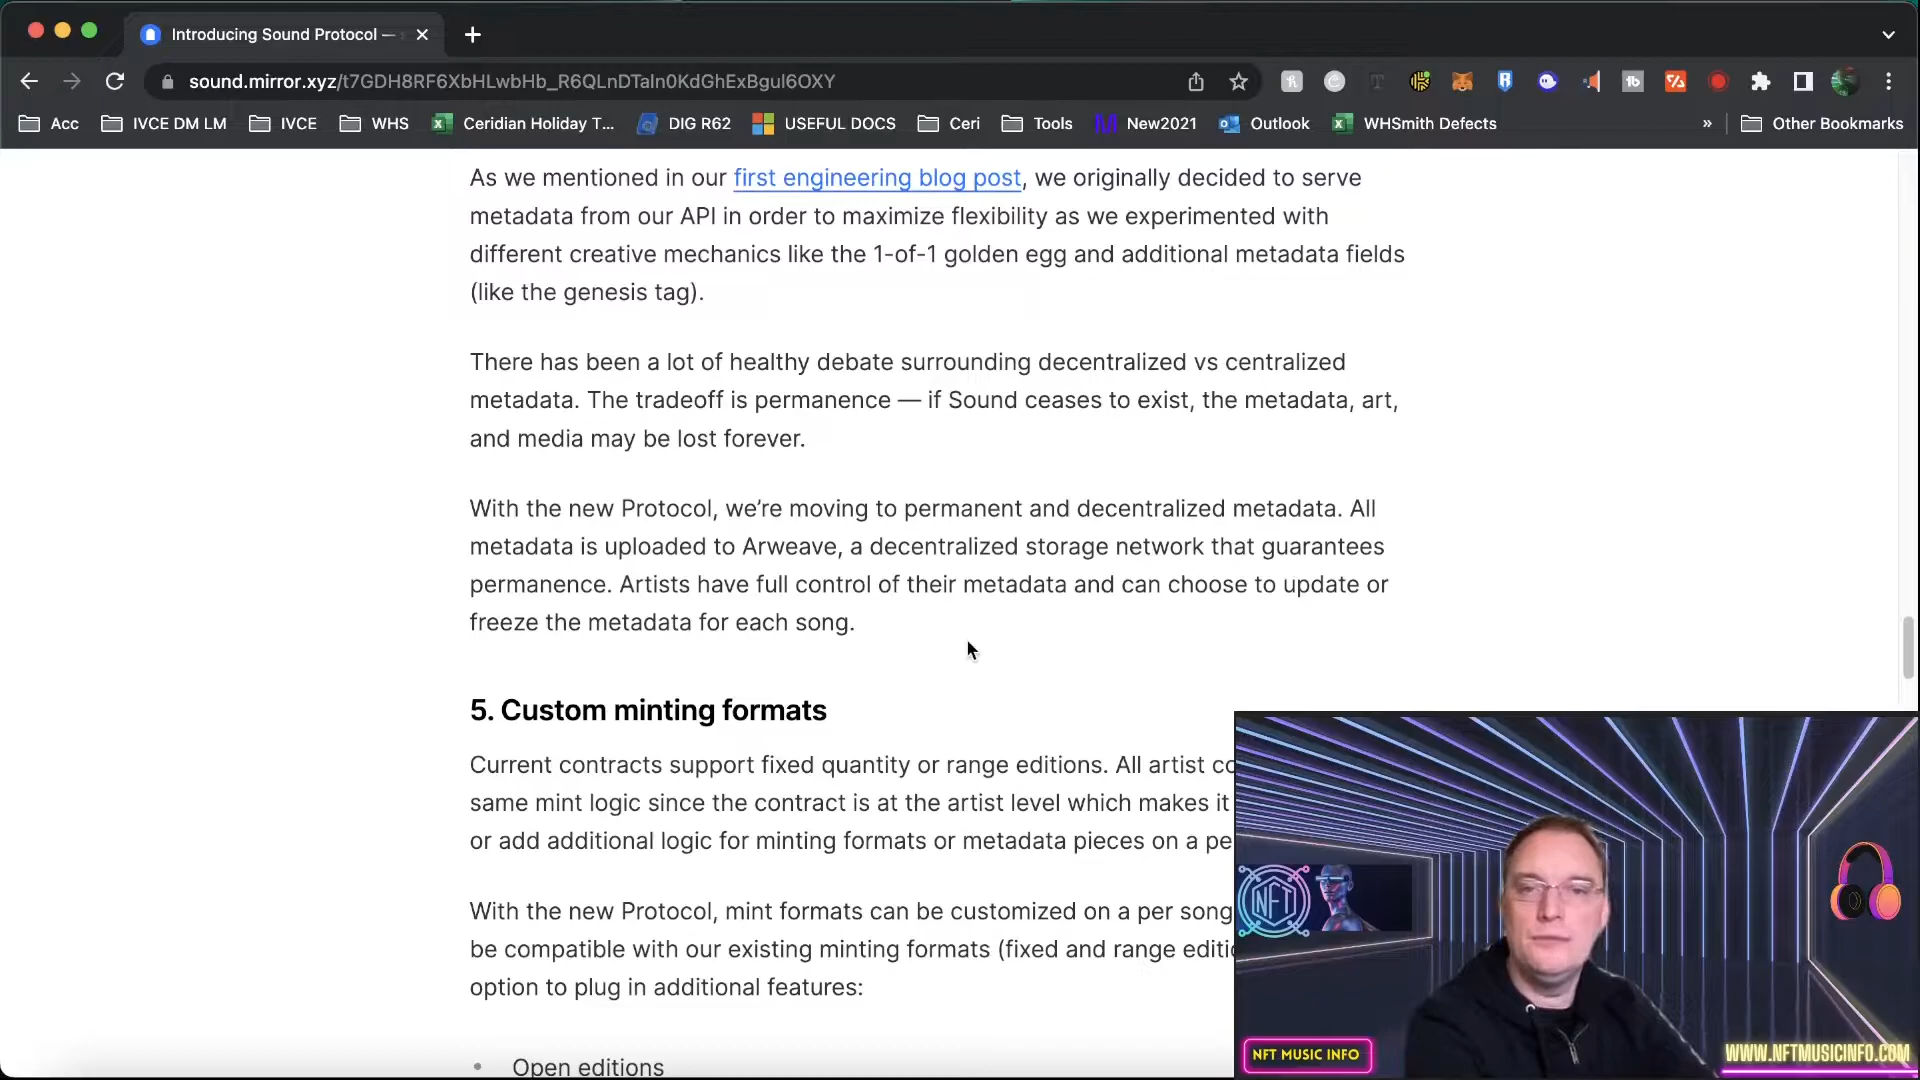 Introducing Sound Protocol —
sound.mirror.xyz/t7GDH8RF6XbHLwbHb_R6QLnDTaln0KdGhExBgul6OXY
Acc IVCE DM LM IVCE WHS Ceridian Holiday T... DIG R62 USEFUL DOCS Ceri Tools New2021 Outlook WHSmith Defects » Other Bookmarks
As we mentioned in our first engineering blog post, we originally decided to serve
metadata from our API in order to maximize flexibility as we experimented with
different creative mechanics like the 1-of-1 golden egg and additional metadata fields
(like the genesis tag).
There has been a lot of healthy debate surrounding decentralized vs centralized
metadata. The tradeoff is permanence — if Sound ceases to exist, the metadata, art,
and media may be lost forever.
With the new Protocol, we’re moving to permanent and decentralized metadata. All
metadata is uploaded to Arweave, a decentralized storage network that guarantees
permanence. Artists have full control of their metadata and can choose to update or
freeze the metadata for each song.
5. Custom minting formats
Current contracts support fixed quantity or range editions. All artist co
same mint logic since the contract is at the artist level which makes it
or add additional logic for minting formats or metadata pieces on a pe
With the new Protocol, mint formats can be customized on a per song
be compatible with our existing minting formats (fixed and range editi
option to plug in additional features:
• Open editions
NFT
NFT MUSIC INFO
WWW.NFTMUSICINFO.COM